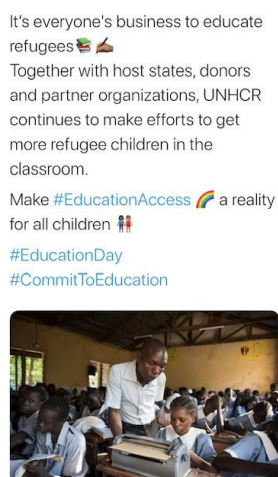 It's everyone's business to educate
refugees📚 ✍🏾
Together with host states, donors
and partner organizations, UNHCR
continues to make efforts to get
more refugee children in the
classroom.
Make #EducationAccess 🌈 a reality
for all children 👫🏾
#EducationDay
#CommitToEducation